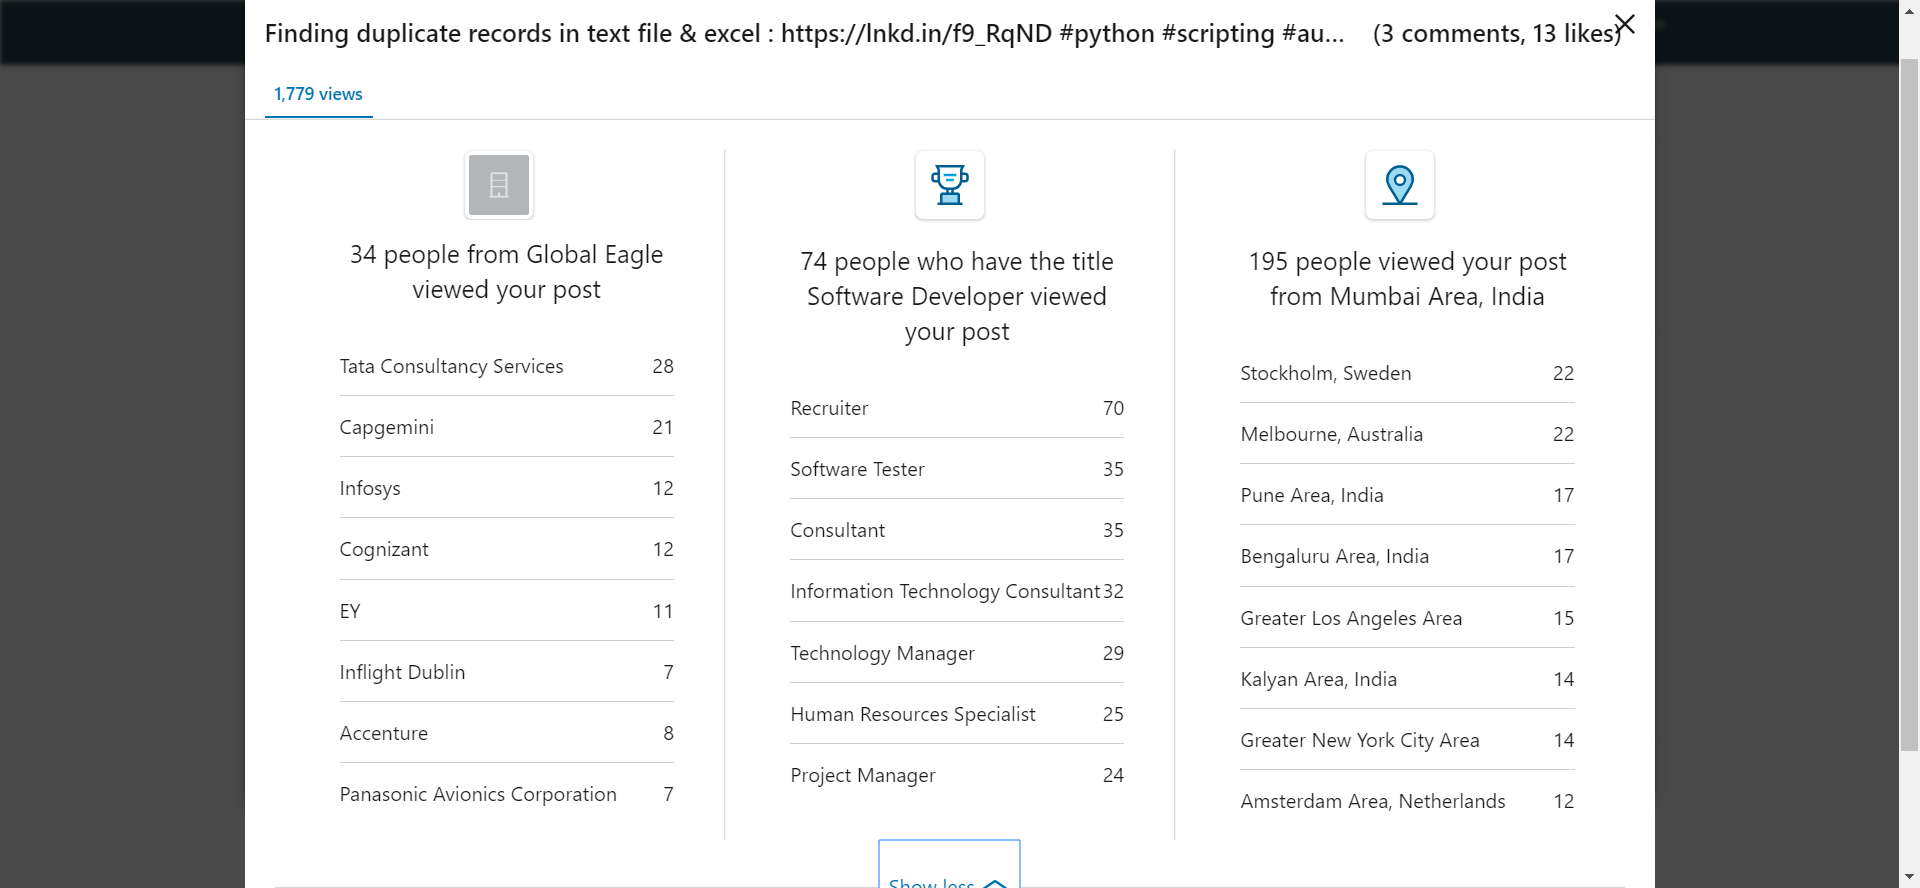 Finding duplicate records in text file & excel : https://lnkd.in/f9_RqND #python #scripting #au... (3 comments, 13 likes)
1,779 views
34 people from Global Eagle
viewed your post
Tata Consultancy Services 28
Capgemini 21
Infosys 12
Cognizant 12
EY 11
Inflight Dublin 7
Accenture 8
Panasonic Avionics Corporation 7
74 people who have the title
Software Developer viewed
your post
Recruiter 70
Software Tester 35
Consultant 35
Information Technology Consultant 32
Technology Manager 29
Human Resources Specialist 25
Project Manager 24
195 people viewed your post
from Mumbai Area, India
Stockholm, Sweden 22
Melbourne, Australia 22
Pune Area, India 17
Bengaluru Area, India 17
Greater Los Angeles Area 15
Kalyan Area, India 14
Greater New York City Area 14
Amsterdam Area, Netherlands 12
Show less